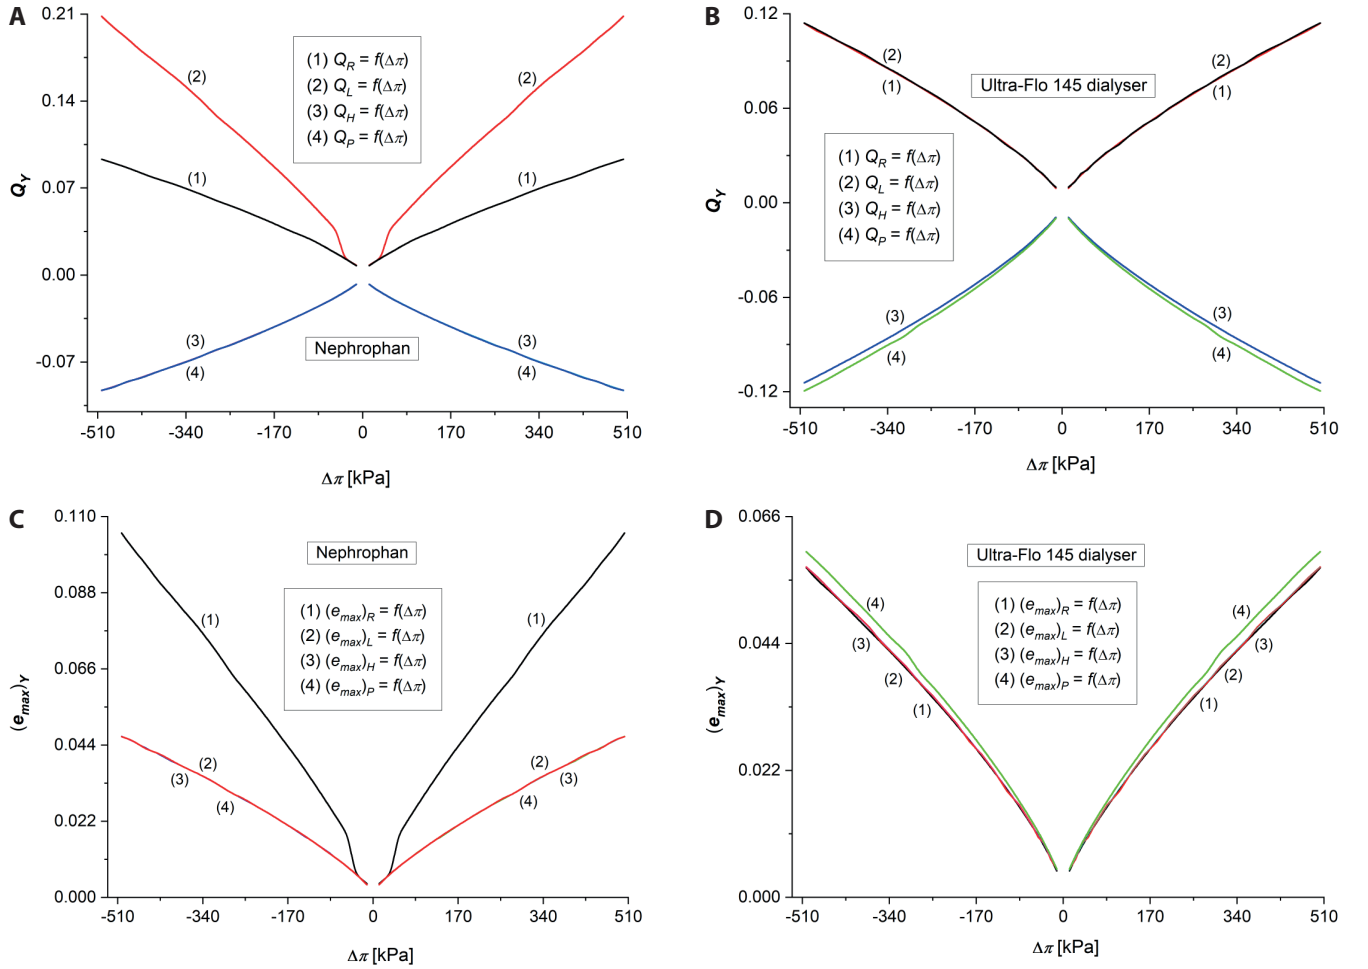 A
0.21
0.14
0.07
0.00
-0.07
Q_Y
(1) Q_R = f(Δπ)
(2) Q_L = f(Δπ)
(3) Q_H = f(Δπ)
(4) Q_P = f(Δπ)
(2)
(2)
(1)
(1)
(3)
(3)
(4)
(4)
Nephrophan
-510 -340 -170 0 170 340 510
Δπ [kPa]
B
0.12
0.06
0.00
-0.06
-0.12
Q_Y
(2)
(2)
(1)
(1)
Ultra-Flo 145 dialyser
(1) Q_R = f(Δπ)
(2) Q_L = f(Δπ)
(3) Q_H = f(Δπ)
(4) Q_P = f(Δπ)
(3)
(3)
(4)
(4)
-510 -340 -170 0 170 340 510
Δπ [kPa]
C
0.110
0.088
0.066
0.044
0.022
0.000
(e_max)_Y
Nephrophan
(1) (e_max)_R = f(Δπ)
(2) (e_max)_L = f(Δπ)
(3) (e_max)_H = f(Δπ)
(4) (e_max)_P = f(Δπ)
(1)
(1)
(2)
(2)
(3)
(3)
(4)
(4)
-510 -340 -170 0 170 340 510
Δπ [kPa]
D
0.066
0.044
0.022
0.000
(e_max)_Y
Ultra-Flo 145 dialyser
(1) (e_max)_R = f(Δπ)
(2) (e_max)_L = f(Δπ)
(3) (e_max)_H = f(Δπ)
(4) (e_max)_P = f(Δπ)
(4)
(4)
(3)
(3)
(2)
(2)
(1)
(1)
-510 -340 -170 0 170 340 510
Δπ [kPa]